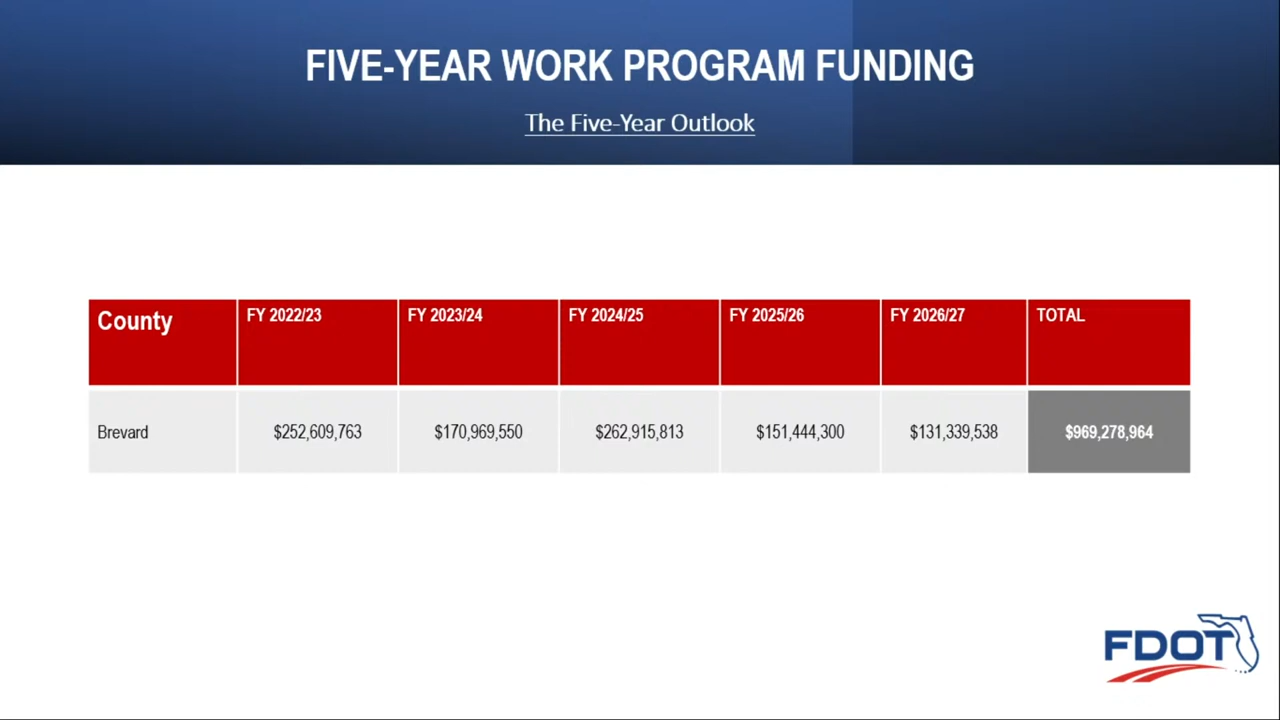 FIVE-YEAR WORK PROGRAM FUNDING
The Five-Year Outlook
County FY 2022/23 FY 2023/24 FY 2024/25 FY 2025/26 FY 2026/27 TOTAL
Brevard $252,609,763 $170,969,550 $262,915,813 $151,444,300 $131,339,538 $969,278,964
FDOT